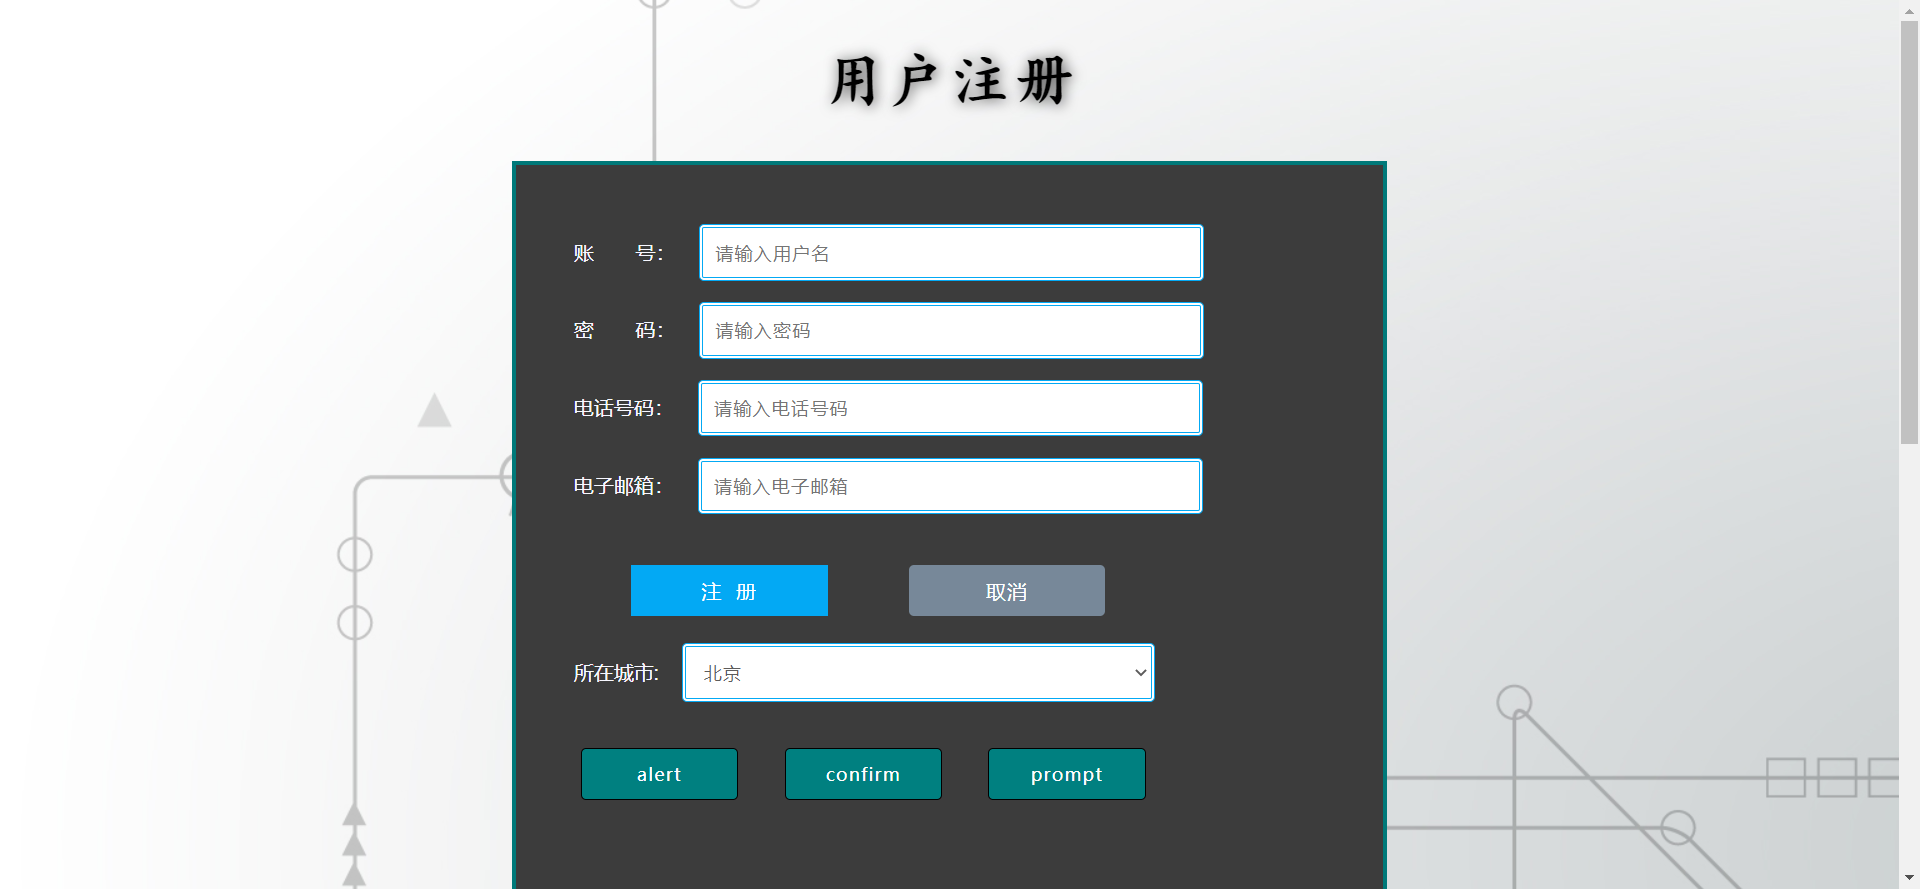 用户注册
账 号： 请输入用户名
密 码： 请输入密码
电话号码： 请输入电话号码
电子邮箱： 请输入电子邮箱
注 册 取消
所在城市: 北京
alert confirm prompt